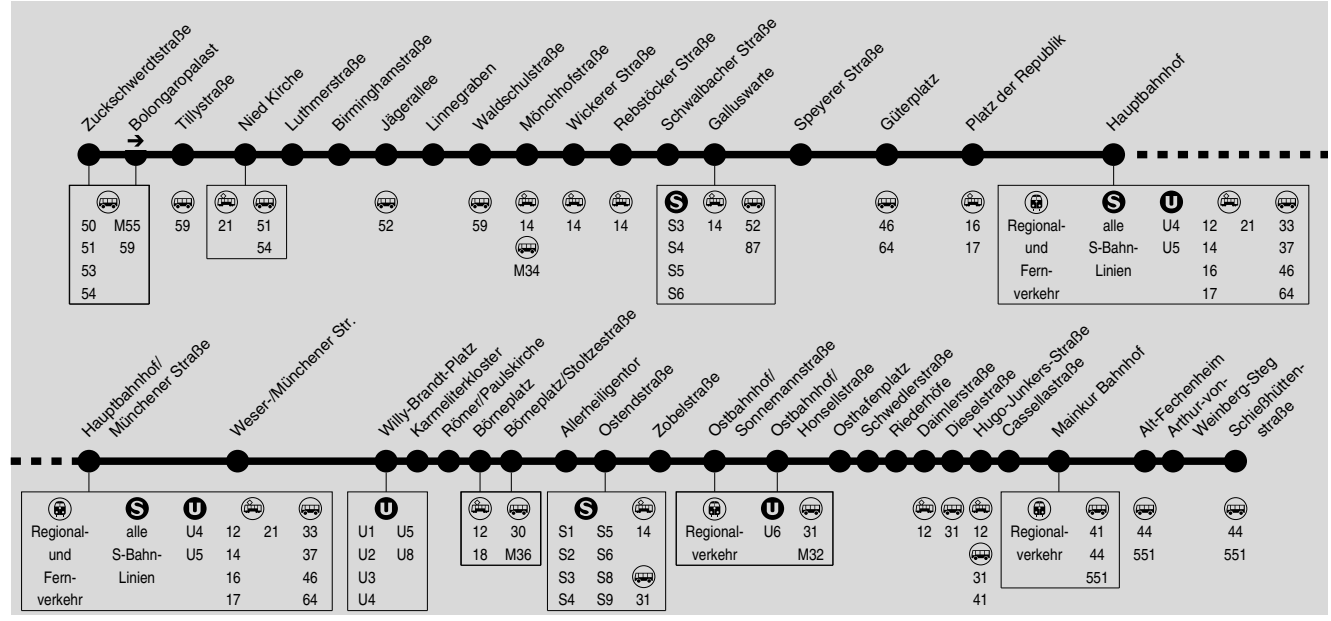 Zuckschwerdtstraße
Bolongaropalast
Tillystraße
Nied Kirche
Luthmerstraße
Birminghamstraße
Jägerallee
Linnegraben
Waldschulstraße
Mönchhofstraße
Wickerer Straße
Rebstöcker Straße
Schwalbacher Straße
Galluswarte
Speyerer Straße
Güterplatz
Platz der Republik
Hauptbahnhof
S U
50 M55 59 21 51 52 59 14 14 14 S3 14 52 46 16 Regional- alle U4 12 21 33
51 59 54 S4 87 64 17 und S-Bahn- U5 14 37
53 M34 S5 Fern- Linien 16 46
54 S6 verkehr 17 64
Hauptbahnhof/
Münchener Straße
Weser-/Münchener Str.
Willy-Brandt-Platz
Karmeliterkloster
Römer/Paulskirche
Börneplatz
Börneplatz/Stoltzestraße
Allerheiligentor
Ostendstraße
Zobelstraße
Ostbahnhof/
Sonnemannstraße
Ostbahnhof/
Honsellstraße
Osthafenplatz
Schwedlerstraße
Riederhöfe
Daimlerstraße
Dieselstraße
Hugo-Junkers-Straße
Cassellastraße
Mainkur Bahnhof
Alt-Fechenheim
Arthur-von-
Weinberg-Steg
Schießhütten-
straße
S U U S U
Regional- alle U4 12 21 33 U1 U5 12 30 S1 S5 14 Regional- U6 31 12 31 12 Regional- 41 44 44
und S-Bahn- U5 14 37 U2 U8 18 M36 S2 S6 verkehr M32 verkehr 44 551 551
Fern- Linien 16 46 U3 S3 S8 31 551
verkehr 17 64 U4 S4 S9 31 41